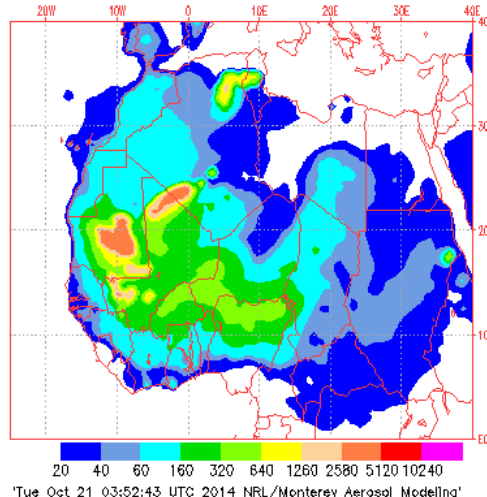 20W 10W 0 10E 20E 30E 40E
40
30
20
10
EQ
20 40 60 160 320 640 1260 2580 5120 10240
'Tue Oct 21 03:52:43 UTC 2014 NRL/Monterey Aerosol Modeling'